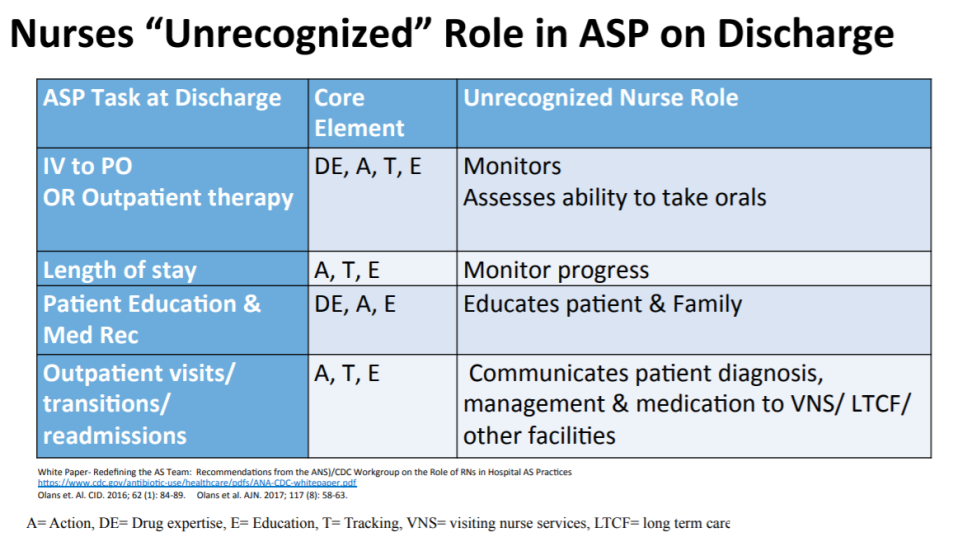 Nurses “Unrecognized” Role in ASP on Discharge
ASP Task at Discharge
Core
Element
Unrecognized Nurse Role
IV to PO
OR Outpatient therapy
DE, A, T, E
Monitors
Assesses ability to take orals
Length of stay
A, T, E
Monitor progress
Patient Education &
Med Rec
DE, A, E
Educates patient & Family
Outpatient visits/
transitions/
readmissions
A, T, E
Communicates patient diagnosis,
management & medication to VNS/ LTCF/
other facilities
White Paper- Redefining the AS Team: Recommendations from the ANS)/CDC Workgroup on the Role of RNs in Hospital AS Practices
https://www.cdc.gov/antibiotic-use/healthcare/pdfs/ANA-CDC-whitepaper.pdf
Olans et. Al. CID. 2016; 62 (1): 84-89. Olans et al. AJN. 2017; 117 (8): 58-63.
A= Action, DE= Drug expertise, E= Education, T= Tracking, VNS= visiting nurse services, LTCF= long term care